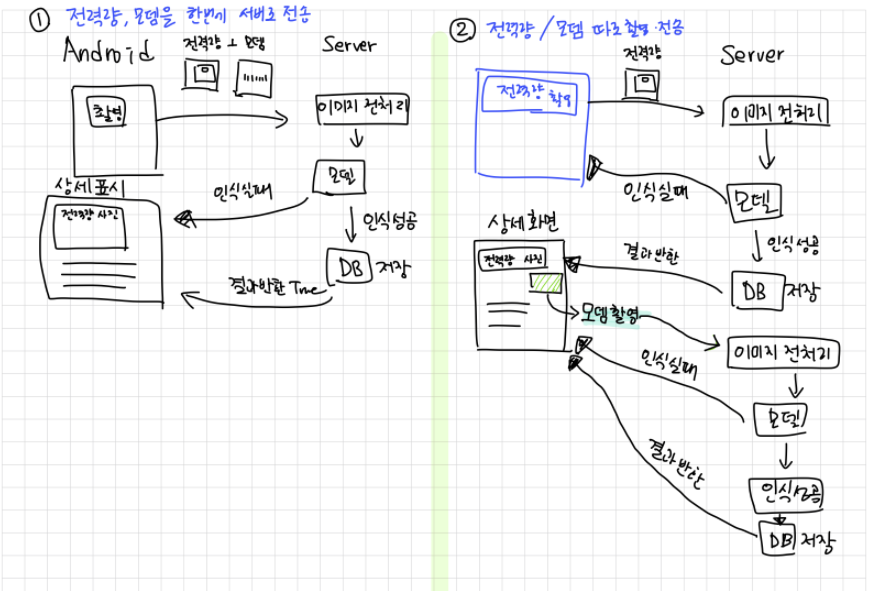 ① 전력량, 모뎀을 한번에 서버로 전송
Android
전력량 + 모뎀
Server
촬영
이미지 전처리
모델
인식실패
인식성공
상세표시
전력량 사진
DB 저장
결과반환 True
② 전력량 / 모뎀 따로 촬영·전송
전력량
Server
전력량 촬영
이미지 전처리
인식실패
모델
인식성공
상세화면
결과반환
전력량 사진
DB 저장
모뎀촬영
이미지 전처리
인식실패
모델
결과반환
인식성공
DB 저장